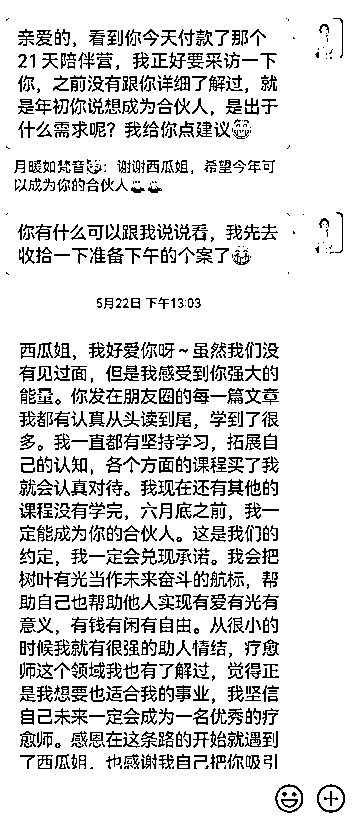 亲爱的，看到你今天付款了那个
21天陪伴营，我正好要采访一下
你，之前没有跟你详细了解过，就
是年初你说想成为合伙人，是出于
什么需求呢？我给你点建议😂
月暖如梵音：谢谢西瓜姐，希望今年可
以成为你的合伙人
你有什么可以跟我说说看，我先去
收拾一下准备下午的个案了😂
5月22日 下午13:03
西瓜姐，我好爱你呀～虽然我们没
有见过面，但是我感受到你强大的
能量。你发在朋友圈的每一篇文章
我都有认真从头读到尾，学到了很
多。我一直都有坚持学习，拓展自
己的认知，各个方面的课程买了我
就会认真对待。我现在还有其他的
课程没有学完，六月底之前，我一
定能成为你的合伙人。这是我们的
约定，我一定会兑现承诺。我会把
树叶有光当作未来奋斗的航标，帮
助自己也帮助他人实现有爱有光有
意义，有钱有闲有自由。从很小的
时候我就有很强的助人情结，疗愈
师这个领域我也有了解过，觉得正
是我想要也适合我的事业，我坚信
自己未来一定会成为一名优秀的疗
愈师。感恩在这条路的开始就遇到
了西瓜姐，也感谢我自己把你吸引